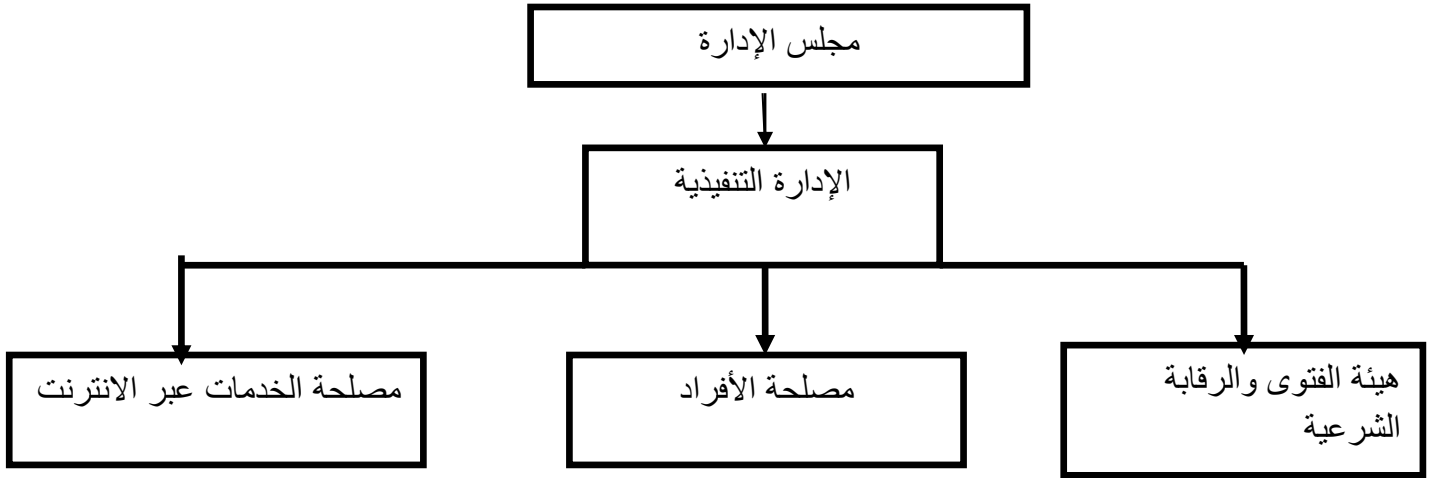 مجلس الإدارة
الإدارة التنفيذية
هيئة الفتوى والرقابة
الشرعية
مصلحة الأفراد
مصلحة الخدمات عبر الانترنت